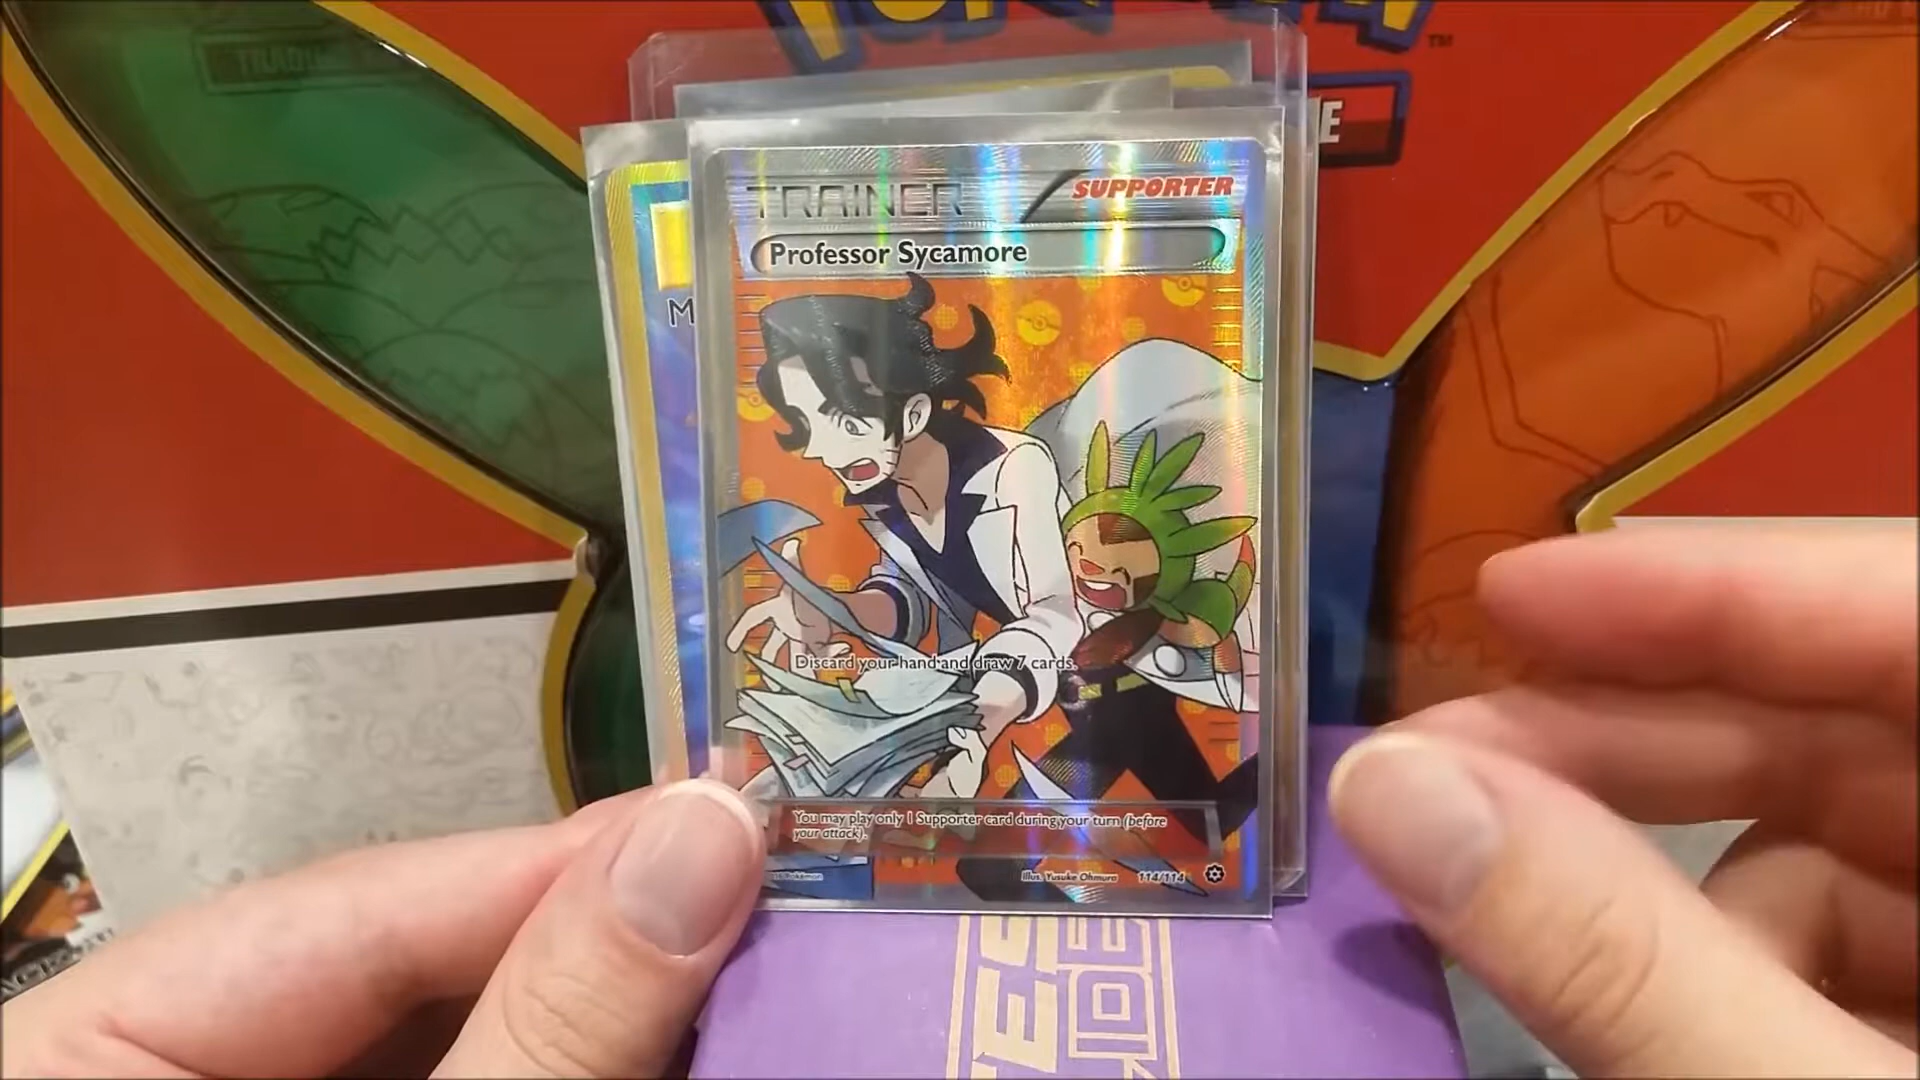 TRAINER
SUPPORTER
Professor Sycamore
M
Discard your hand and draw 7 cards.
You may play only 1 Supporter card during your turn (before
your attack).
Illus. Yusuke Ohmura
114/114
TM